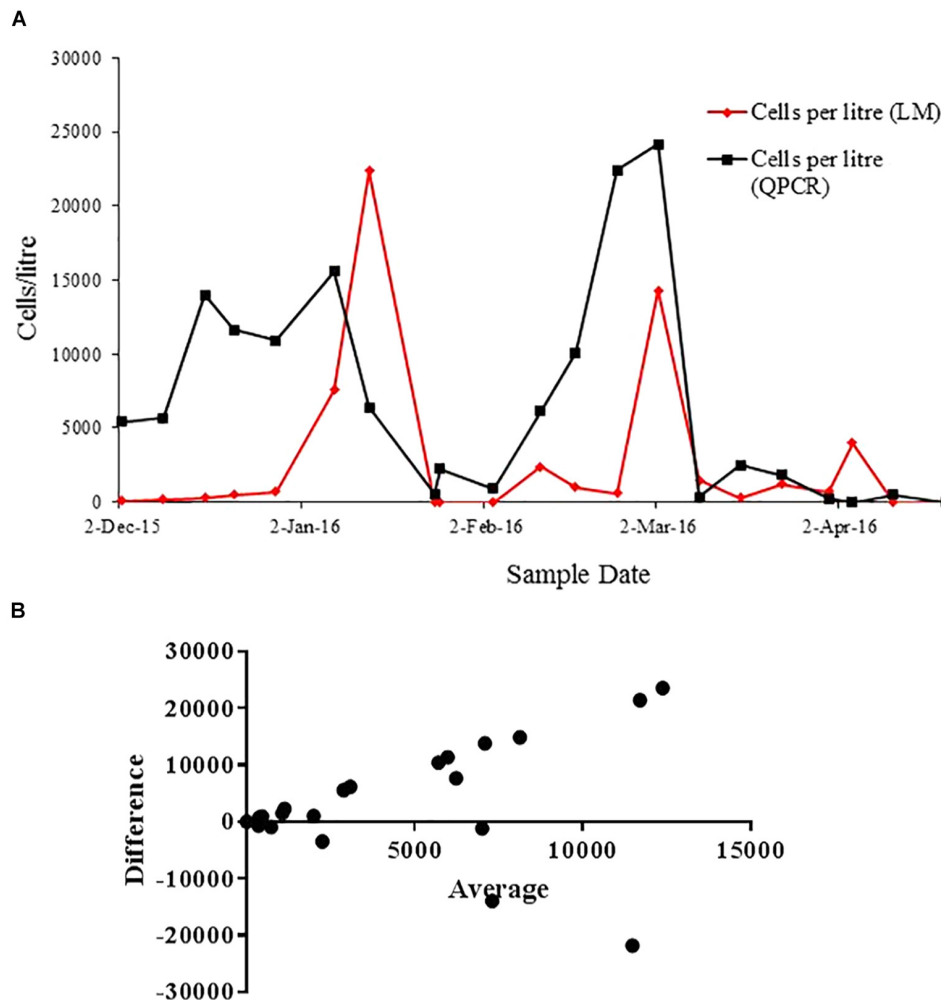 A
30000
25000
20000
15000
10000
5000
0
Cells/litre
Cells per litre (LM)
Cells per litre
(QPCR)
2-Dec-15 2-Jan-16 2-Feb-16 2-Mar-16 2-Apr-16
Sample Date
B
30000
20000
10000
0
-10000
-20000
-30000
Difference
5000 10000 15000
Average